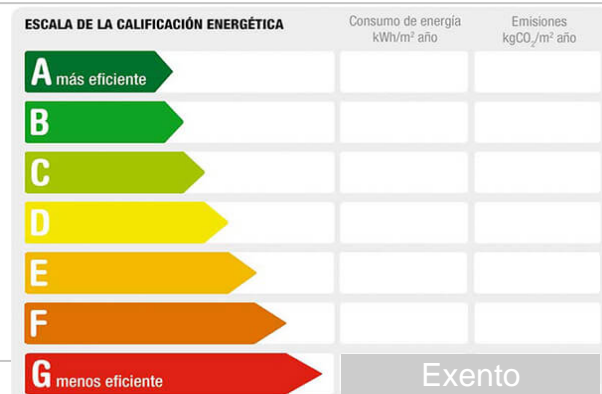 ESCALA DE LA CALIFICACIÓN ENERGÉTICA
Consumo de energía
kWh/m² año
Emisiones
kgCO₂/m² año
A más eficiente
B
C
D
E
F
G menos eficiente
Exento